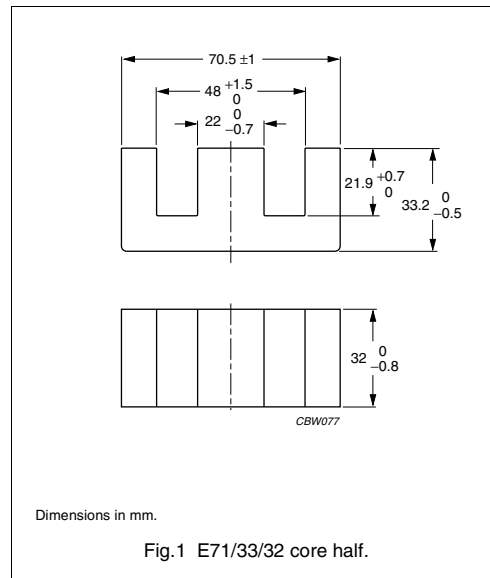 70.5 ±1
48 +1.5 0
22 0 −0.7
21.9 +0.7 0
33.2 0 −0.5
32 0 −0.8
CBW077
Dimensions in mm.
Fig.1 E71/33/32 core half.